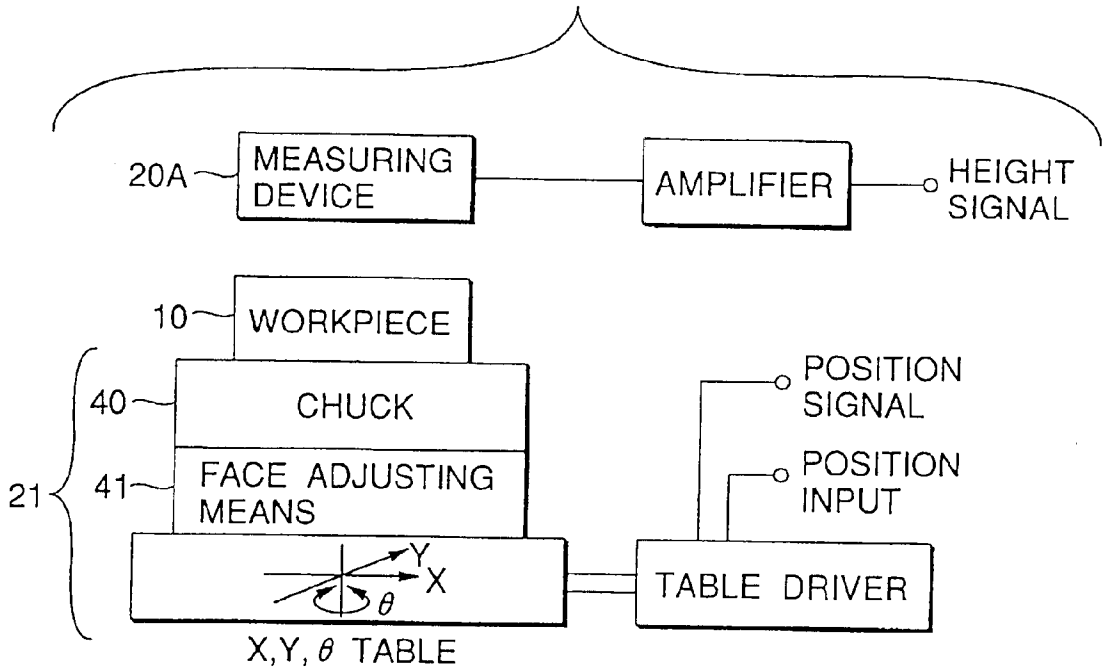 20A
MEASURING
DEVICE
AMPLIFIER
HEIGHT
SIGNAL
10
WORKPIECE
21
40
CHUCK
41
FACE ADJUSTING
MEANS
POSITION
SIGNAL
POSITION
INPUT
Y
X
θ
TABLE DRIVER
X, Y, θ TABLE